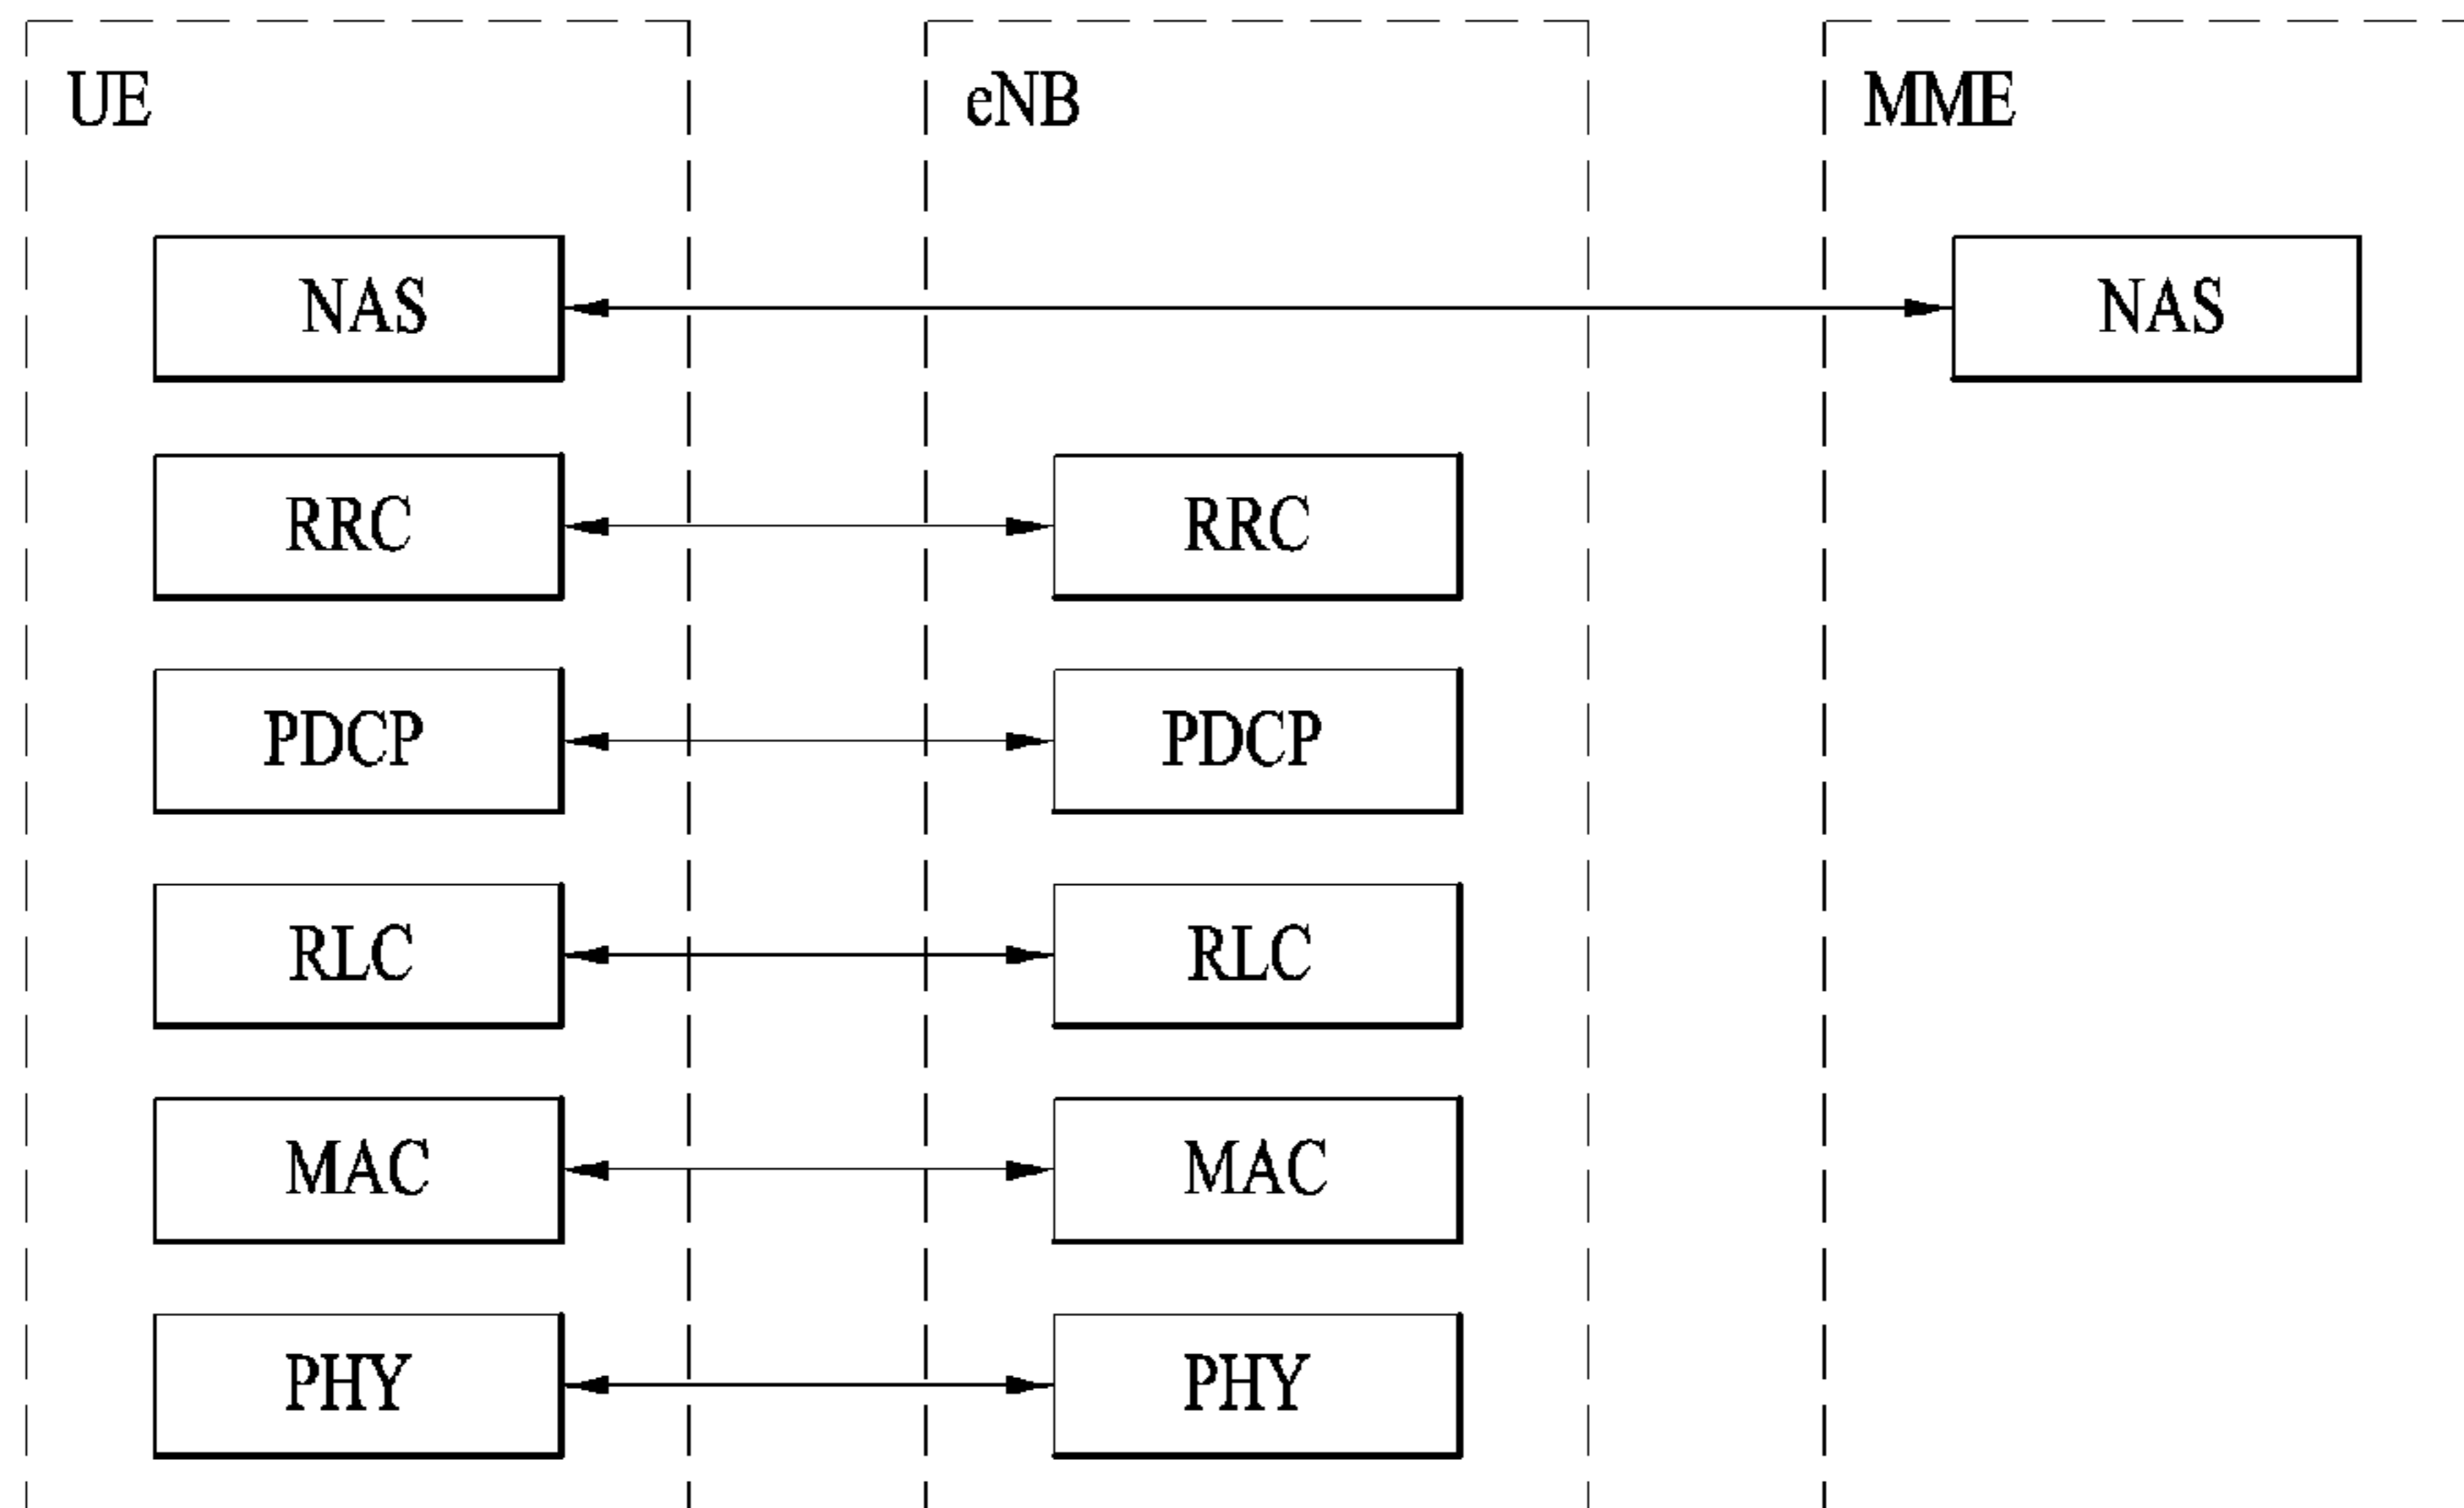 UE eNB MME
NAS NAS
RRC RRC
PDCP PDCP
RLC RLC
MAC MAC
PHY PHY